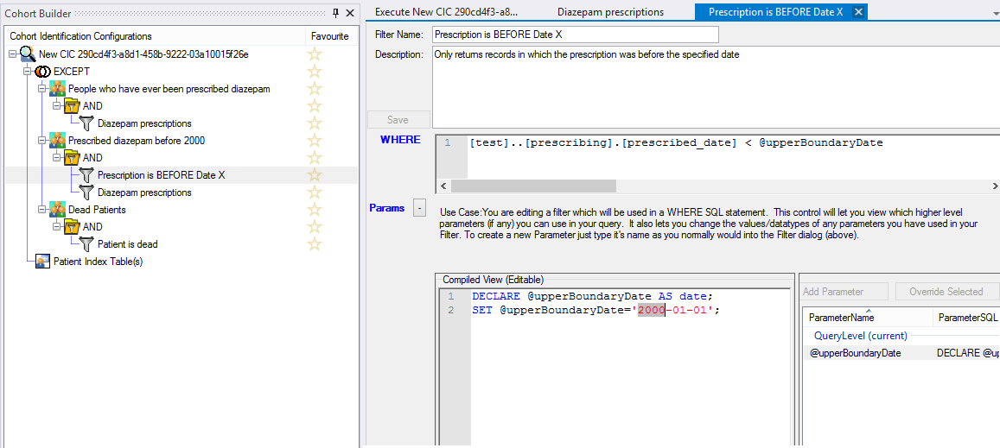 Cohort Builder
Cohort Identification Configurations Favourite
New CIC 290cd4f3-a8d1-458b-9222-03a10015f26e
EXCEPT
People who have ever been prescribed diazepam
AND
Diazepam prescriptions
Prescribed diazepam before 2000
AND
Prescription is BEFORE Date X
Diazepam prescriptions
Dead Patients
AND
Patient is dead
Patient Index Table(s)
Execute New CIC 290cd4f3-a8... Diazepam prescriptions Prescription is BEFORE Date X
Filter Name: Prescription is BEFORE Date X
Description: Only returns records in which the prescription was before the specified date
Save
WHERE
1 [test]..[prescribing].[prescribed_date] < @upperBoundaryDate
Params -
Use Case:You are editing a filter which will be used in a WHERE SQL statement. This control will let you view which higher level
parameters (if any) you can use in your query. It also lets you change the values/datatypes of any parameters you have used in your
Filter. To create a new Parameter just type it's name as you normally would into the Filter dialog (above).
Compiled View (Editable)
1 DECLARE @upperBoundaryDate AS date;
2 SET @upperBoundaryDate='2000-01-01';
Add Parameter Override Selected
ParameterName ParameterSQL
QueryLevel (current)
@upperBoundaryDate DECLARE @up